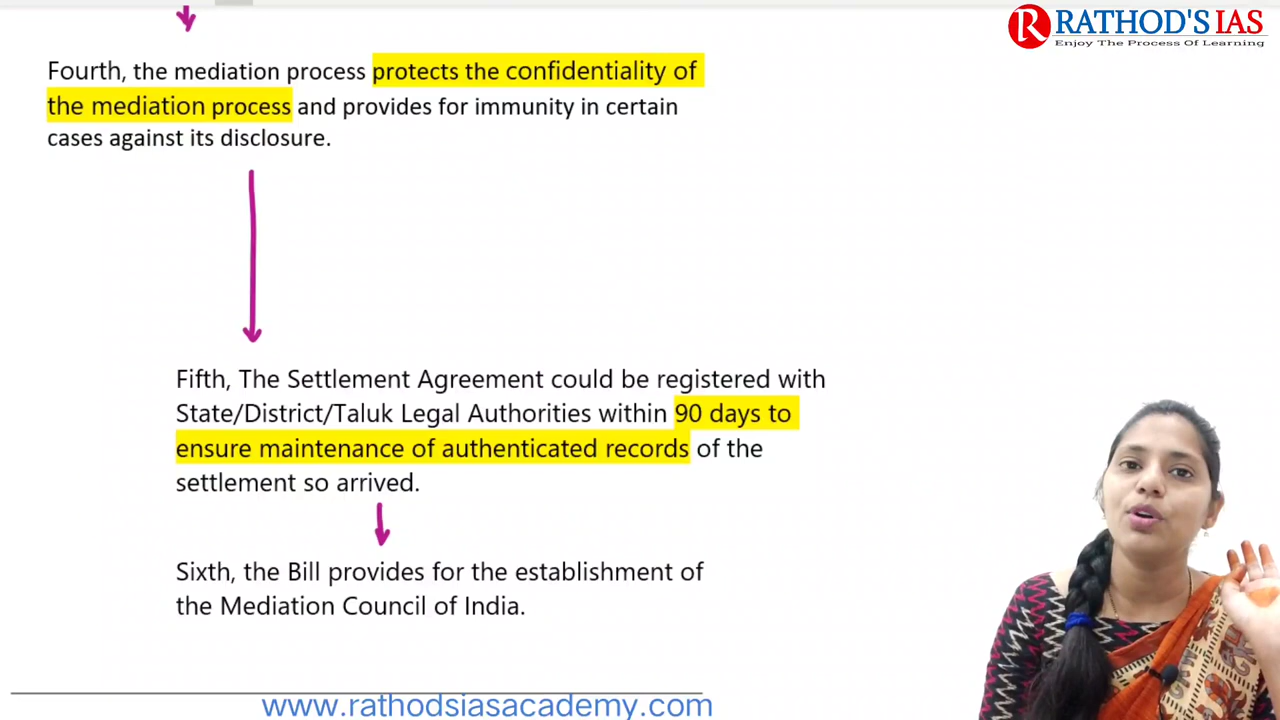 R RATHOD'S IAS
Enjoy The Process Of Learning
Fourth, the mediation process protects the confidentiality of
the mediation process and provides for immunity in certain
cases against its disclosure.
Fifth, The Settlement Agreement could be registered with
State/District/Taluk Legal Authorities within 90 days to
ensure maintenance of authenticated records of the
settlement so arrived.
Sixth, the Bill provides for the establishment of
the Mediation Council of India.
www.rathodsiasacademy.com